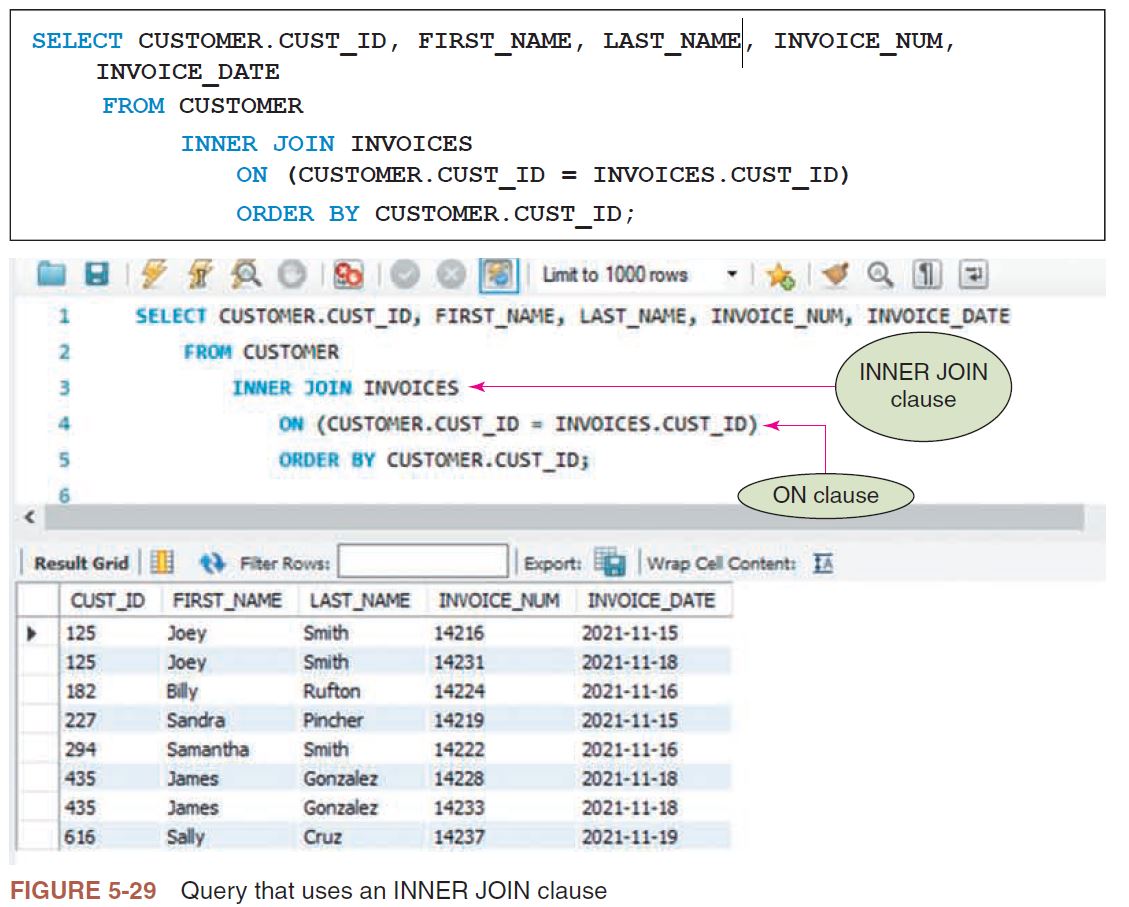 SELECT CUSTOMER.CUST_ID, FIRST_NAME, LAST_NAME, INVOICE_NUM,
INVOICE_DATE
FROM CUSTOMER
INNER JOIN INVOICES
ON (CUSTOMER.CUST_ID = INVOICES.CUST_ID)
ORDER BY CUSTOMER.CUST_ID;
Limit to 1000 rows
1 SELECT CUSTOMER.CUST_ID, FIRST_NAME, LAST_NAME, INVOICE_NUM, INVOICE_DATE
2 FROM CUSTOMER
3 INNER JOIN INVOICES
4 ON (CUSTOMER.CUST_ID = INVOICES.CUST_ID)
5 ORDER BY CUSTOMER.CUST_ID;
6
INNER JOIN
clause
ON clause
Result Grid Filter Rows: Export: Wrap Cell Content:
CUST_ID FIRST_NAME LAST_NAME INVOICE_NUM INVOICE_DATE
125 Joey Smith 14216 2021-11-15
125 Joey Smith 14231 2021-11-18
182 Billy Rufton 14224 2021-11-16
227 Sandra Pincher 14219 2021-11-15
294 Samantha Smith 14222 2021-11-16
435 James Gonzalez 14228 2021-11-18
435 James Gonzalez 14233 2021-11-18
616 Sally Cruz 14237 2021-11-19
FIGURE 5-29 Query that uses an INNER JOIN clause